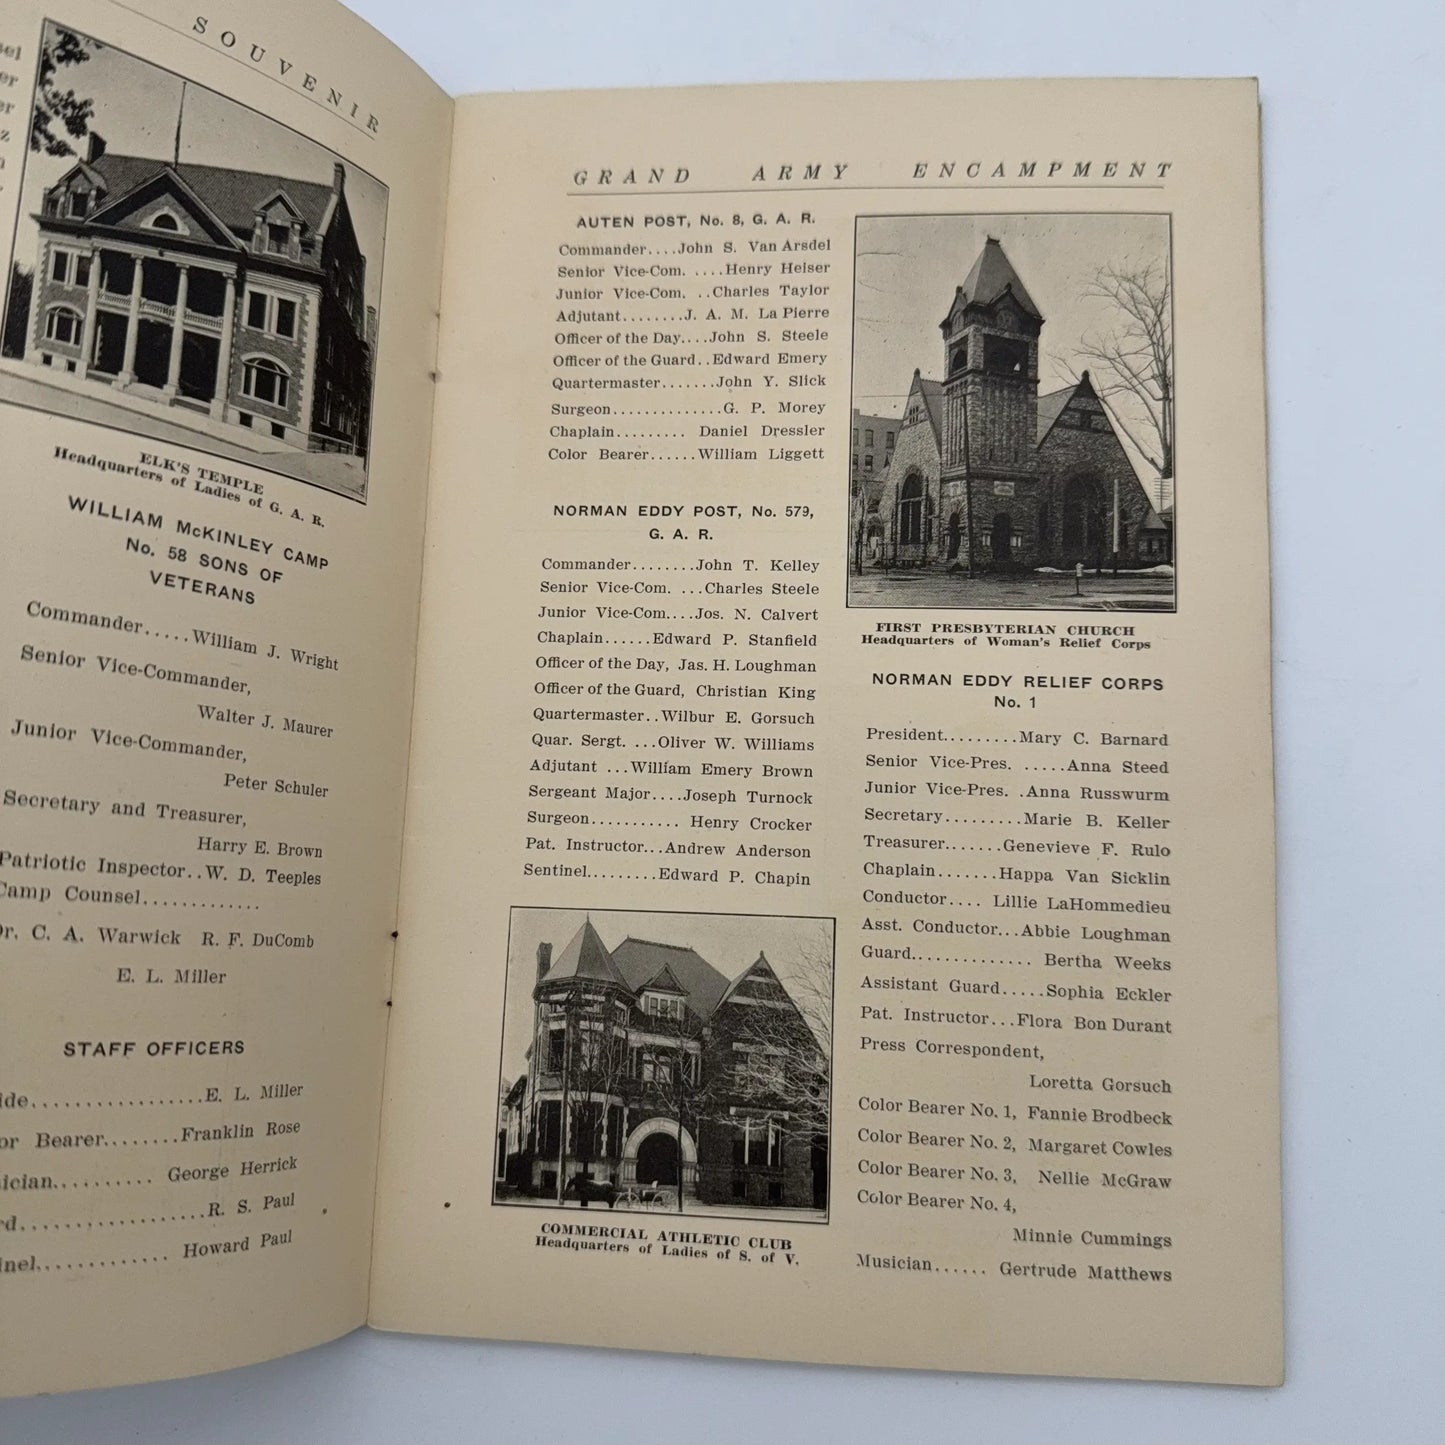 SOUVENIR
ELK'S TEMPLE
Headquarters of Ladies of G. A. R.
WILLIAM McKINLEY CAMP
No. 58 SONS OF
VETERANS
Commander.....William J. Wright
Senior Vice-Commander,
Walter J. Maurer
Junior Vice-Commander,
Peter Schuler
Secretary and Treasurer,
Harry E. Brown
Patriotic Inspector..W. D. Teeples
Camp Counsel.............
Dr. C. A. Warwick R. F. DuComb
E. L. Miller
STAFF OFFICERS
.................E. L. Miller
Bearer........Franklin Rose
.......... George Herrick
...................R. S. Paul
............. Howard Paul
GRAND ARMY ENCAMPMENT
AUTEN POST, No. 8, G. A. R.
Commander....John S. Van Arsdel
Senior Vice-Com. ....Henry Heiser
Junior Vice-Com. ..Charles Taylor
Adjutant........J. A. M. La Pierre
Officer of the Day....John S. Steele
Officer of the Guard..Edward Emery
Quartermaster.......John Y. Slick
Surgeon..............G. P. Morey
Chaplain......... Daniel Dressler
Color Bearer......William Liggett
NORMAN EDDY POST, No. 579,
G. A. R.
Commander........John T. Kelley
Senior Vice-Com. ...Charles Steele
Junior Vice-Com....Jos. N. Calvert
Chaplain......Edward P. Stanfield
Officer of the Day, Jas. H. Loughman
Officer of the Guard, Christian King
Quartermaster..Wilbur E. Gorsuch
Quar. Sergt. ...Oliver W. Williams
Adjutant ...William Emery Brown
Sergeant Major....Joseph Turnock
Surgeon........... Henry Crocker
Pat. Instructor...Andrew Anderson
Sentinel.........Edward P. Chapin
COMMERCIAL ATHLETIC CLUB
Headquarters of Ladies of S. of V.
FIRST PRESBYTERIAN CHURCH
Headquarters of Woman's Relief Corps
NORMAN EDDY RELIEF CORPS
No. 1
President.........Mary C. Barnard
Senior Vice-Pres. .....Anna Steed
Junior Vice-Pres. .Anna Russwurm
Secretary.........Marie B. Keller
Treasurer.......Genevieve F. Rulo
Chaplain.......Happa Van Sicklin
Conductor.... Lillie LaHommedieu
Asst. Conductor...Abbie Loughman
Guard.............. Bertha Weeks
Assistant Guard.....Sophia Eckler
Pat. Instructor...Flora Bon Durant
Press Correspondent,
Loretta Gorsuch
Color Bearer No. 1, Fannie Brodbeck
Color Bearer No. 2, Margaret Cowles
Color Bearer No. 3, Nellie McGraw
Color Bearer No. 4,
Minnie Cummings
Musician...... Gertrude Matthews